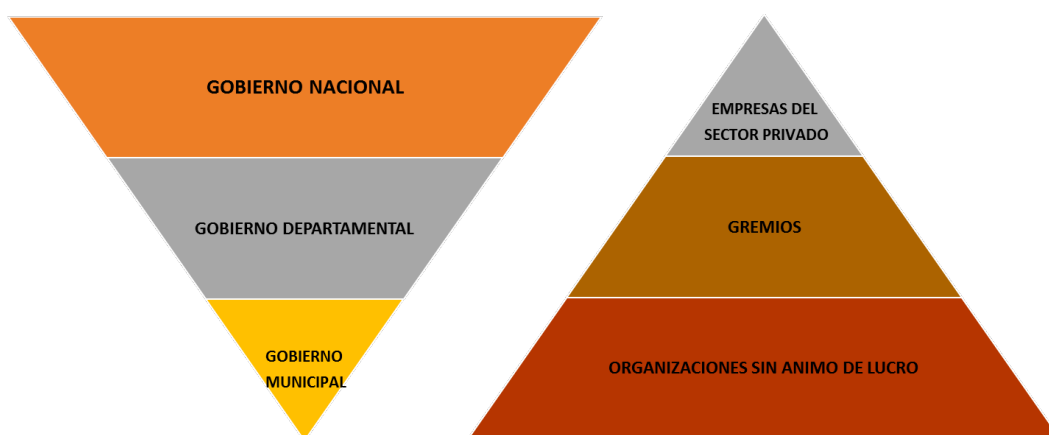 GOBIERNO NACIONAL
GOBIERNO DEPARTAMENTAL
GOBIERNO
MUNICIPAL
EMPRESAS DEL
SECTOR PRIVADO
GREMIOS
ORGANIZACIONES SIN ANIMO DE LUCRO